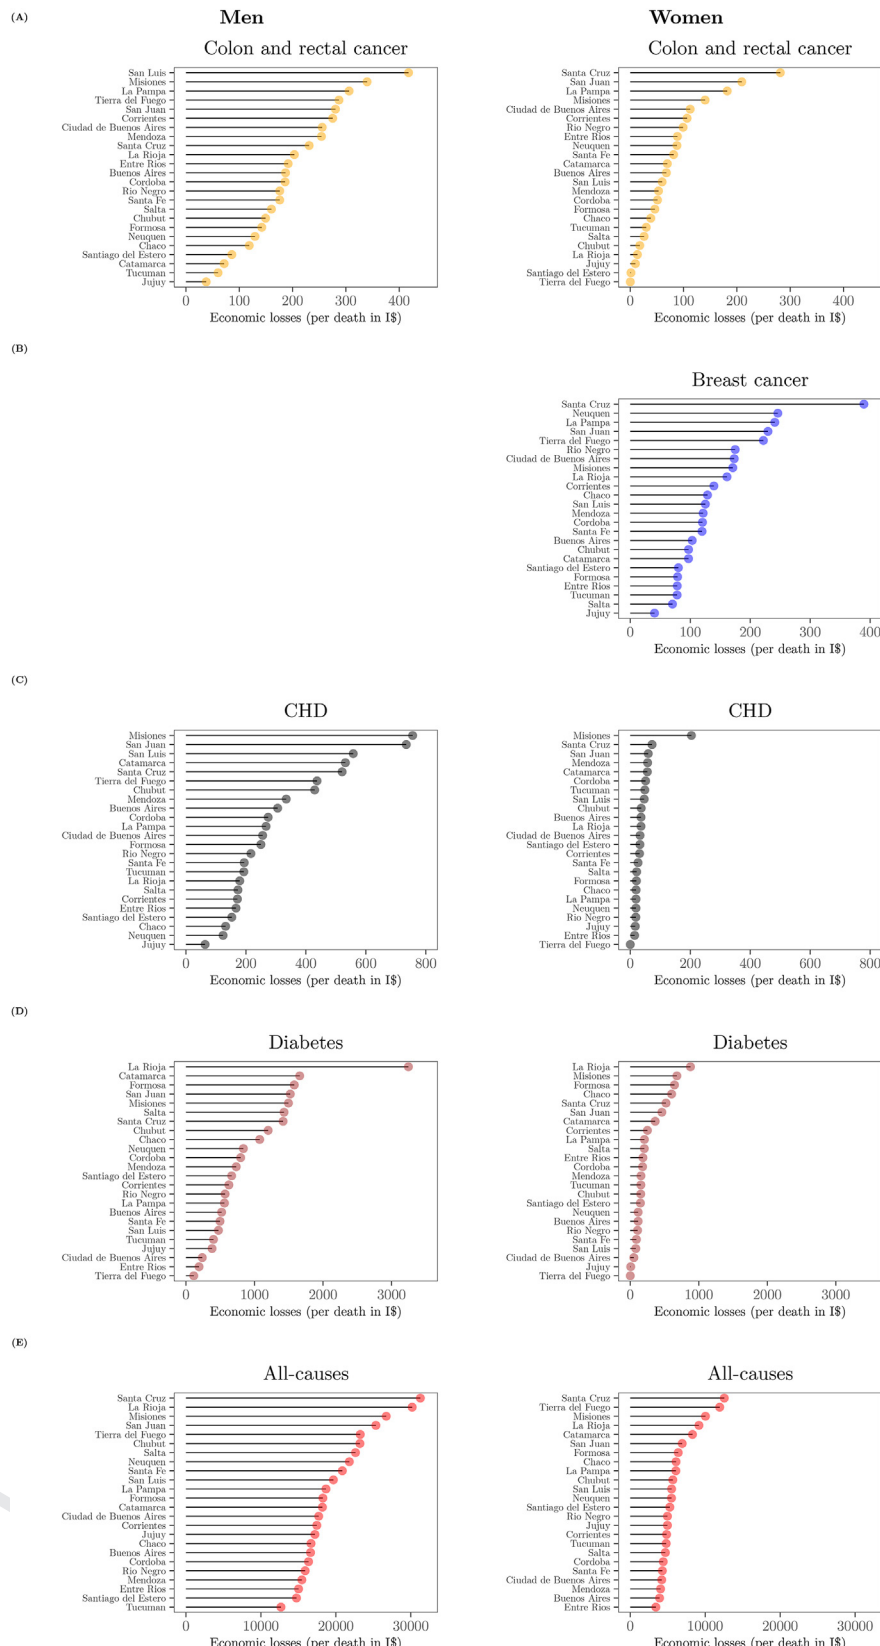 (A)
Men
Women
Colon and rectal cancer
San Luis
Misiones
La Pampa
Tierra del Fuego
San Juan
Corrientes
Ciudad de Buenos Aires
Mendoza
Santa Cruz
La Rioja
Entre Rios
Buenos Aires
Cordoba
Rio Negro
Santa Fe
Salta
Chubut
Formosa
Neuquen
Chaco
Santiago del Estero
Catamarca
Tucuman
Jujuy
0 100 200 300 400
Economic losses (per death in I$)
Colon and rectal cancer
Santa Cruz
San Juan
La Pampa
Misiones
Ciudad de Buenos Aires
Corrientes
Rio Negro
Entre Rios
Neuquen
Santa Fe
Catamarca
Buenos Aires
San Luis
Mendoza
Cordoba
Formosa
Chaco
Tucuman
Salta
Chubut
La Rioja
Jujuy
Santiago del Estero
Tierra del Fuego
0 100 200 300 400
Economic losses (per death in I$)
(B)
Breast cancer
Santa Cruz
Neuquen
La Pampa
San Juan
Tierra del Fuego
Rio Negro
Ciudad de Buenos Aires
Misiones
La Rioja
Corrientes
Chaco
San Luis
Mendoza
Cordoba
Santa Fe
Buenos Aires
Chubut
Catamarca
Santiago del Estero
Formosa
Entre Rios
Tucuman
Salta
Jujuy
0 100 200 300 400
Economic losses (per death in I$)
(C)
CHD
Misiones
San Juan
San Luis
Catamarca
Santa Cruz
Tierra del Fuego
Chubut
Mendoza
Buenos Aires
Cordoba
La Pampa
Ciudad de Buenos Aires
Formosa
Rio Negro
Santa Fe
Tucuman
La Rioja
Salta
Corrientes
Entre Rios
Santiago del Estero
Chaco
Neuquen
Jujuy
0 200 400 600 800
Economic losses (per death in I$)
CHD
Misiones
Santa Cruz
San Juan
Mendoza
Catamarca
Cordoba
Tucuman
San Luis
Chubut
Buenos Aires
La Rioja
Ciudad de Buenos Aires
Santiago del Estero
Corrientes
Santa Fe
Salta
Formosa
Chaco
La Pampa
Neuquen
Rio Negro
Jujuy
Entre Rios
Tierra del Fuego
0 200 400 600 800
Economic losses (per death in I$)
(D)
Diabetes
La Rioja
Catamarca
Formosa
San Juan
Misiones
Salta
Santa Cruz
Chubut
Chaco
Neuquen
Cordoba
Mendoza
Santiago del Estero
Corrientes
Rio Negro
La Pampa
Buenos Aires
Santa Fe
San Luis
Tucuman
Jujuy
Ciudad de Buenos Aires
Entre Rios
Tierra del Fuego
0 1000 2000 3000
Economic losses (per death in I$)
Diabetes
La Rioja
Misiones
Formosa
Chaco
Santa Cruz
San Juan
Catamarca
Corrientes
La Pampa
Salta
Entre Rios
Cordoba
Mendoza
Tucuman
Chubut
Santiago del Estero
Neuquen
Buenos Aires
Rio Negro
Santa Fe
San Luis
Ciudad de Buenos Aires
Jujuy
Tierra del Fuego
0 1000 2000 3000
Economic losses (per death in I$)
(E)
All-causes
Santa Cruz
La Rioja
Misiones
San Juan
Tierra del Fuego
Chubut
Salta
Neuquen
Santa Fe
San Luis
La Pampa
Formosa
Catamarca
Ciudad de Buenos Aires
Corrientes
Jujuy
Chaco
Buenos Aires
Cordoba
Rio Negro
Mendoza
Entre Rios
Santiago del Estero
Tucuman
0 10000 20000 30000
Economic losses (per death in I$)
All-causes
Santa Cruz
Tierra del Fuego
Misiones
La Rioja
Catamarca
San Juan
Formosa
Chaco
La Pampa
Chubut
San Luis
Neuquen
Santiago del Estero
Rio Negro
Jujuy
Corrientes
Tucuman
Salta
Cordoba
Santa Fe
Ciudad de Buenos Aires
Mendoza
Buenos Aires
Entre Rios
0 10000 20000 30000
Economic losses (per death in I$)